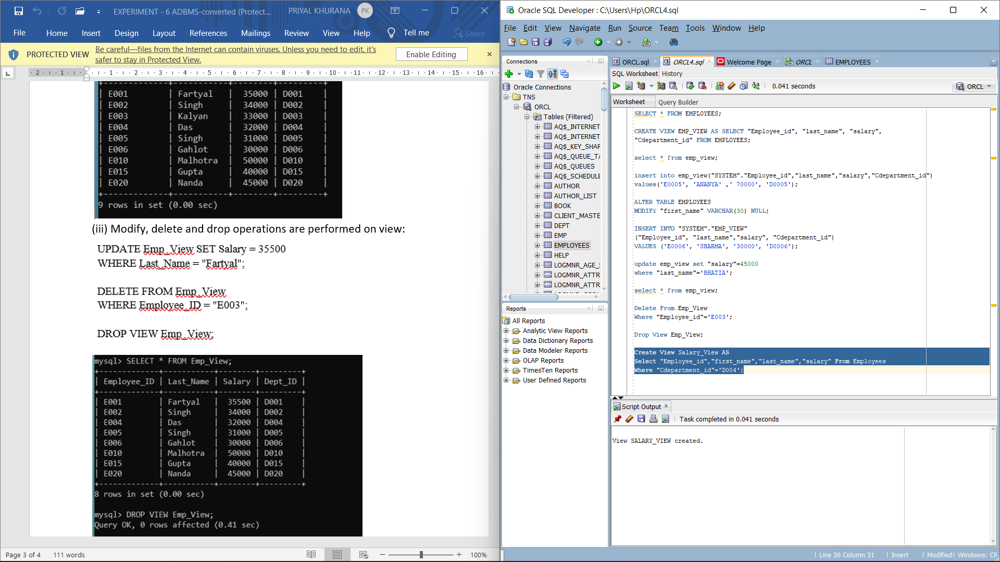 EXPERIMENT - 6 ADBMS-converted (Protect...
PRIYAL KHURANA
PK
File Home Insert Design Layout References Mailings Review View Help Tell me Share
PROTECTED VIEW Be careful—files from the Internet can contain viruses. Unless you need to edit, it's
safer to stay in Protected View.
Enable Editing
2 1 1 2 3 4 5 6 7 8 9 10 11 12 13 14 15 16
| E001 | Fartyal | 35000 | D001 |
| E002 | Singh | 34000 | D002 |
| E003 | Kalyan | 33000 | D003 |
| E004 | Das | 32000 | D004 |
| E005 | Singh | 31000 | D005 |
| E006 | Gahlot | 30000 | D006 |
| E010 | Malhotra | 50000 | D010 |
| E015 | Gupta | 40000 | D015 |
| E020 | Nanda | 45000 | D020 |
9 rows in set (0.00 sec)
(iii) Modify, delete and drop operations are performed on view:
UPDATE Emp_View SET Salary = 35500
WHERE Last_Name = "Fartyal";
DELETE FROM Emp_View
WHERE Employee_ID = "E003";
DROP VIEW Emp_View;
mysql> SELECT * FROM Emp_View;
| Employee_ID | Last_Name | Salary | Dept_ID |
| E001 | Fartyal | 35500 | D001 |
| E002 | Singh | 34000 | D002 |
| E004 | Das | 32000 | D004 |
| E005 | Singh | 31000 | D005 |
| E006 | Gahlot | 30000 | D006 |
| E010 | Malhotra | 50000 | D010 |
| E015 | Gupta | 40000 | D015 |
| E020 | Nanda | 45000 | D020 |
8 rows in set (0.00 sec)
mysql> DROP VIEW Emp_View;
Query OK, 0 rows affected (0.41 sec)
Page 3 of 4 111 words
100%
Oracle SQL Developer : C:\Users\Hp\ORCL4.sql
File Edit View Navigate Run Source Team Tools Window Help
Connections
Oracle Connections
TNS
ORCL
Tables (Filtered)
AQ$_INTERNET
AQ$_INTERNET
AQ$_KEY_SHAR
AQ$_QUEUE_TA
AQ$_QUEUES
AQ$_SCHEDULE
AUTHOR
AUTHOR_LIST
BOOK
CLIENT_MASTE
DEPT
EMP
EMPLOYEES
HELP
LOGMNR_AGE_S
LOGMNR_ATTR
LOGMNR_ATTR
Reports
All Reports
Analytic View Reports
Data Dictionary Reports
Data Modeler Reports
OLAP Reports
TimesTen Reports
User Defined Reports
ORCL.sql ORCL4.sql Welcome Page ORCL EMPLOYEES
SQL Worksheet History
0.041 seconds
ORCL
Worksheet Query Builder
SELECT * FROM EMPLOYEES;
CREATE VIEW EMP_VIEW AS SELECT "Employee_id", "last_name", "salary",
"Cdepartment_id" FROM EMPLOYEES;
select * from emp_view;
insert into emp_view("SYSTEM"."Employee_id","last_name","salary","Cdepartment_id")
values('E0005', 'ANANYA' ,' 70000', 'D0005');
ALTER TABLE EMPLOYEES
MODIFY "first_name" VARCHAR(30) NULL;
INSERT INTO "SYSTEM"."EMP_VIEW"
("Employee_id", "last_name","salary", "Cdepartment_id")
VALUES ('E0006', 'SHARMA', '30000', 'D0006');
update emp_view set "salary"=45000
where "last_name"='BHATIA';
select * from emp_view;
Delete From Emp_View
Where "Employee_id"='E003';
Drop View Emp_View;
Create View Salary_View AS
Select "Employee_id","first_name","last_name","salary" From Employees
Where "Cdepartment_id"='D004';
Script Output
Task completed in 0.041 seconds
View SALARY_VIEW created.
Line 30 Column 31 Insert Modified Windows: CR